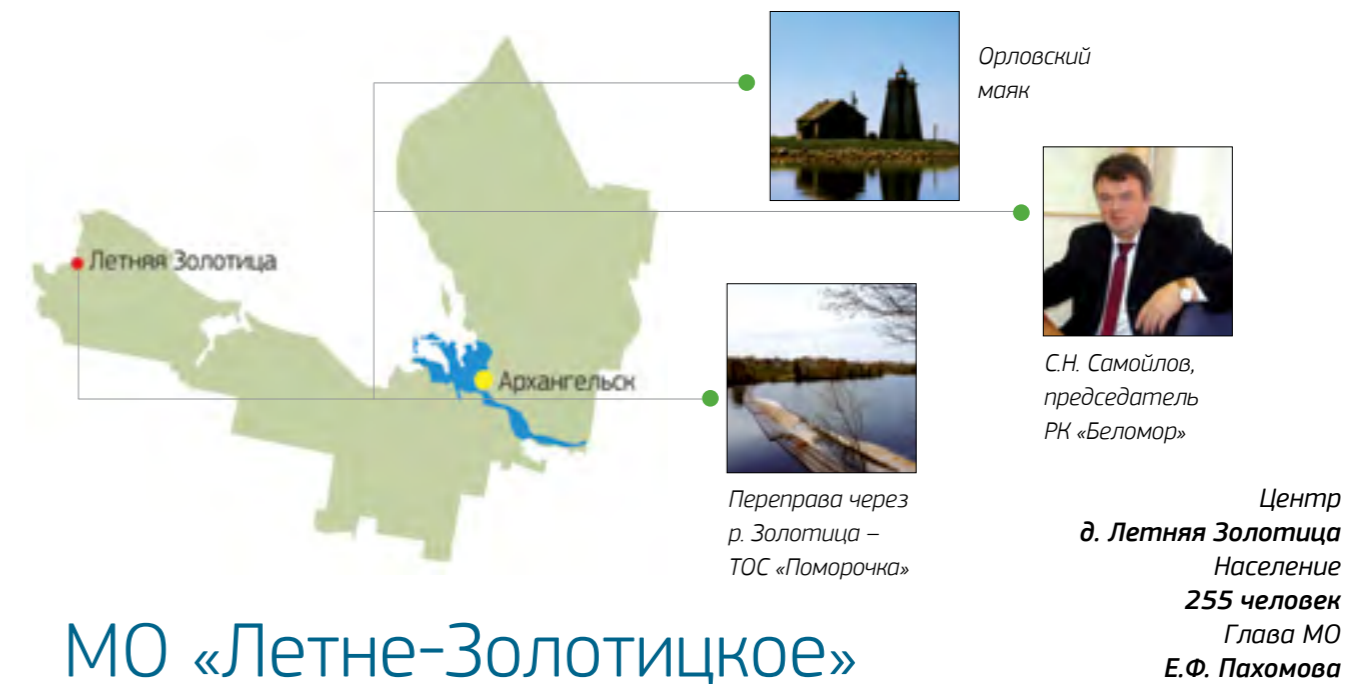 Орловский
маяк
Летняя Золотица
Архангельск
С.Н. Самойлов,
председатель
РК «Беломор»
Переправа через
р. Золотица –
ТОС «Поморочка»
Центр
д. Летняя Золотица
Население
255 человек
Глава МО
Е.Ф. Пахомова
МО «Летне-Золотицкое»